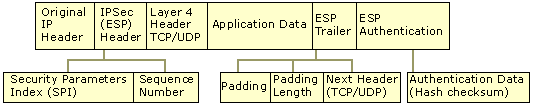 Original
IP
Header
IPSec
(ESP)
Header
Layer 4
Header
TCP/UDP
Application Data
ESP
Trailer
ESP
Authentication
Security Parameters
Index (SPI)
Sequence
Number
Padding
Padding
Length
Next Header
(TCP/UDP)
Authentication Data
(Hash checksum)